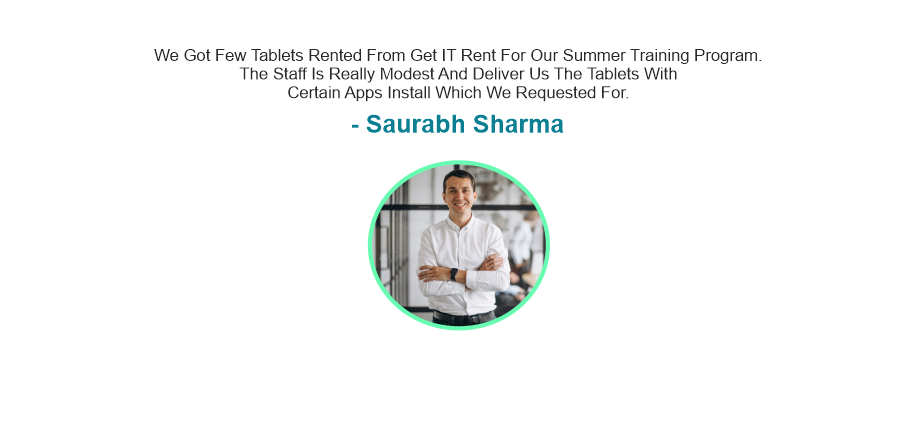 We Got Few Tablets Rented From Get IT Rent For Our Summer Training Program.
The Staff Is Really Modest And Deliver Us The Tablets With
Certain Apps Install Which We Requested For.
- Saurabh Sharma